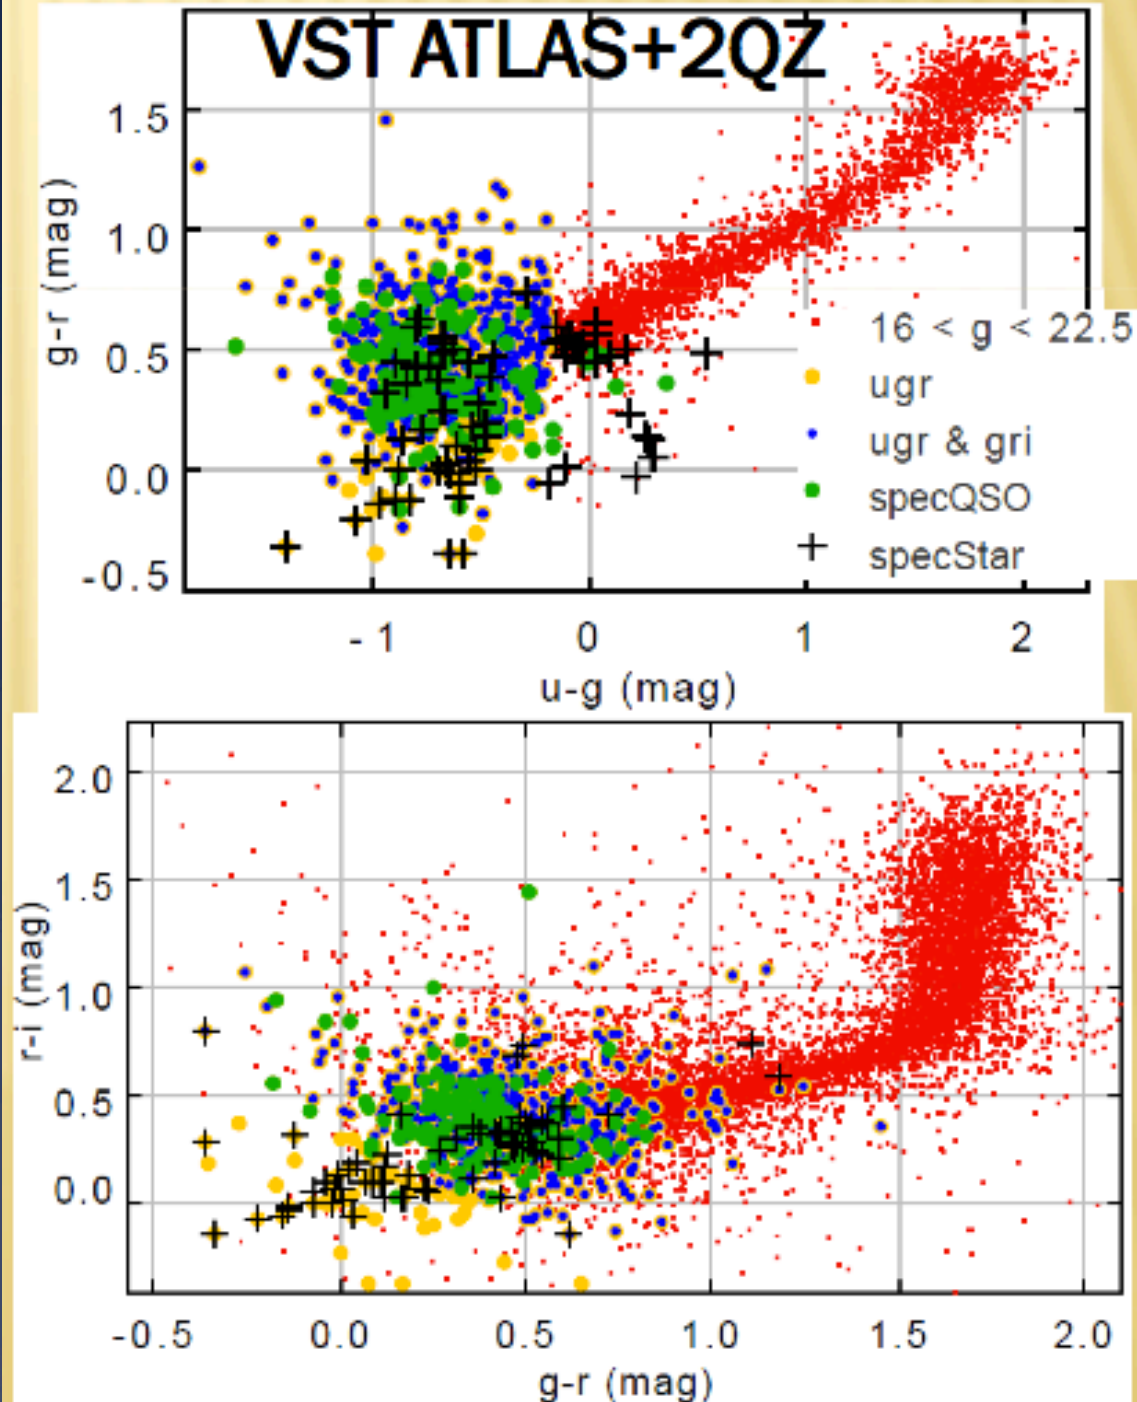 VST ATLAS+2QZ
1.5
1.0
0.5
0.0
-0.5
g-r (mag)
16 < g < 22.5
ugr
ugr & gri
specQSO
specStar
- 1 0 1 2
u-g (mag)
2.0
1.5
1.0
0.5
0.0
r-i (mag)
-0.5 0.0 0.5 1.0 1.5 2.0
g-r (mag)